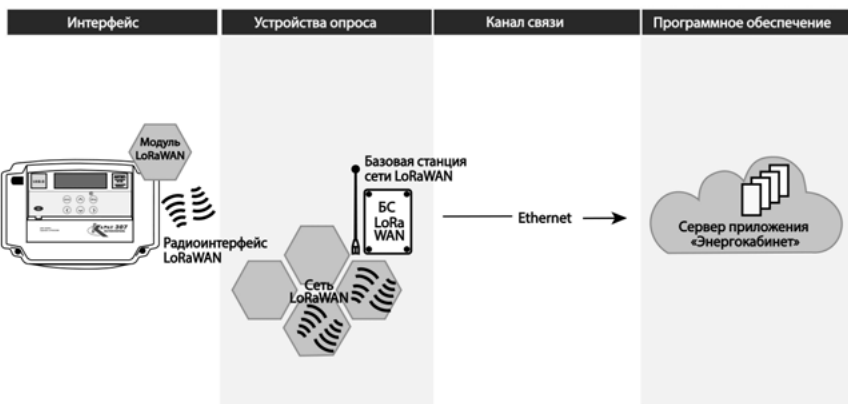 Интерфейс
Устройства опроса
Канал связи
Программное обеспечение
Модуль
LoRaWAN
Радиоинтерфейс
LoRaWAN
Базовая станция
сети LoRaWAN
БС
LoRa
WAN
Сеть
LoRaWAN
Ethernet
Сервер приложения
«Энергокабинет»